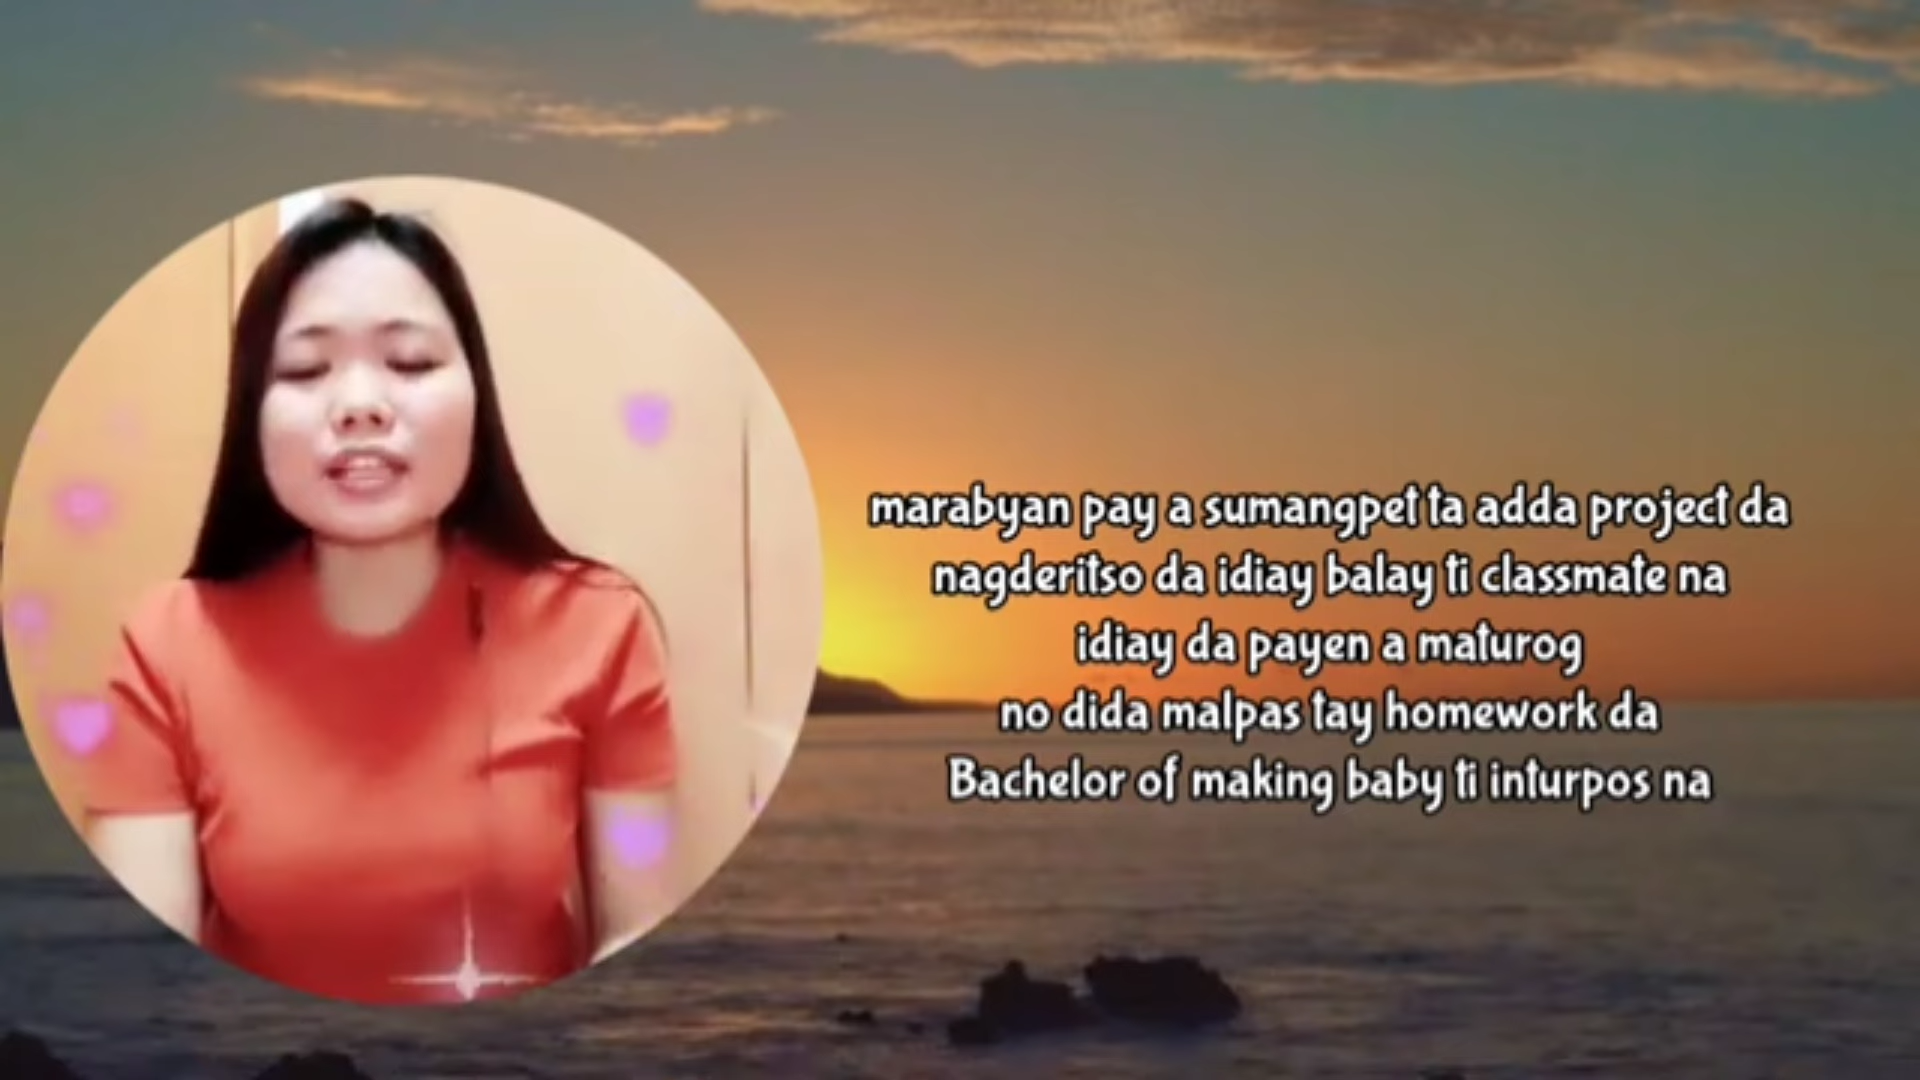 marabyan pay a sumangpet ta adda project da
nagderitso da idiay balay ti classmate na
idiay da payen a maturog
no dida malpas tay homework da
Bachelor of making baby ti inturpos na